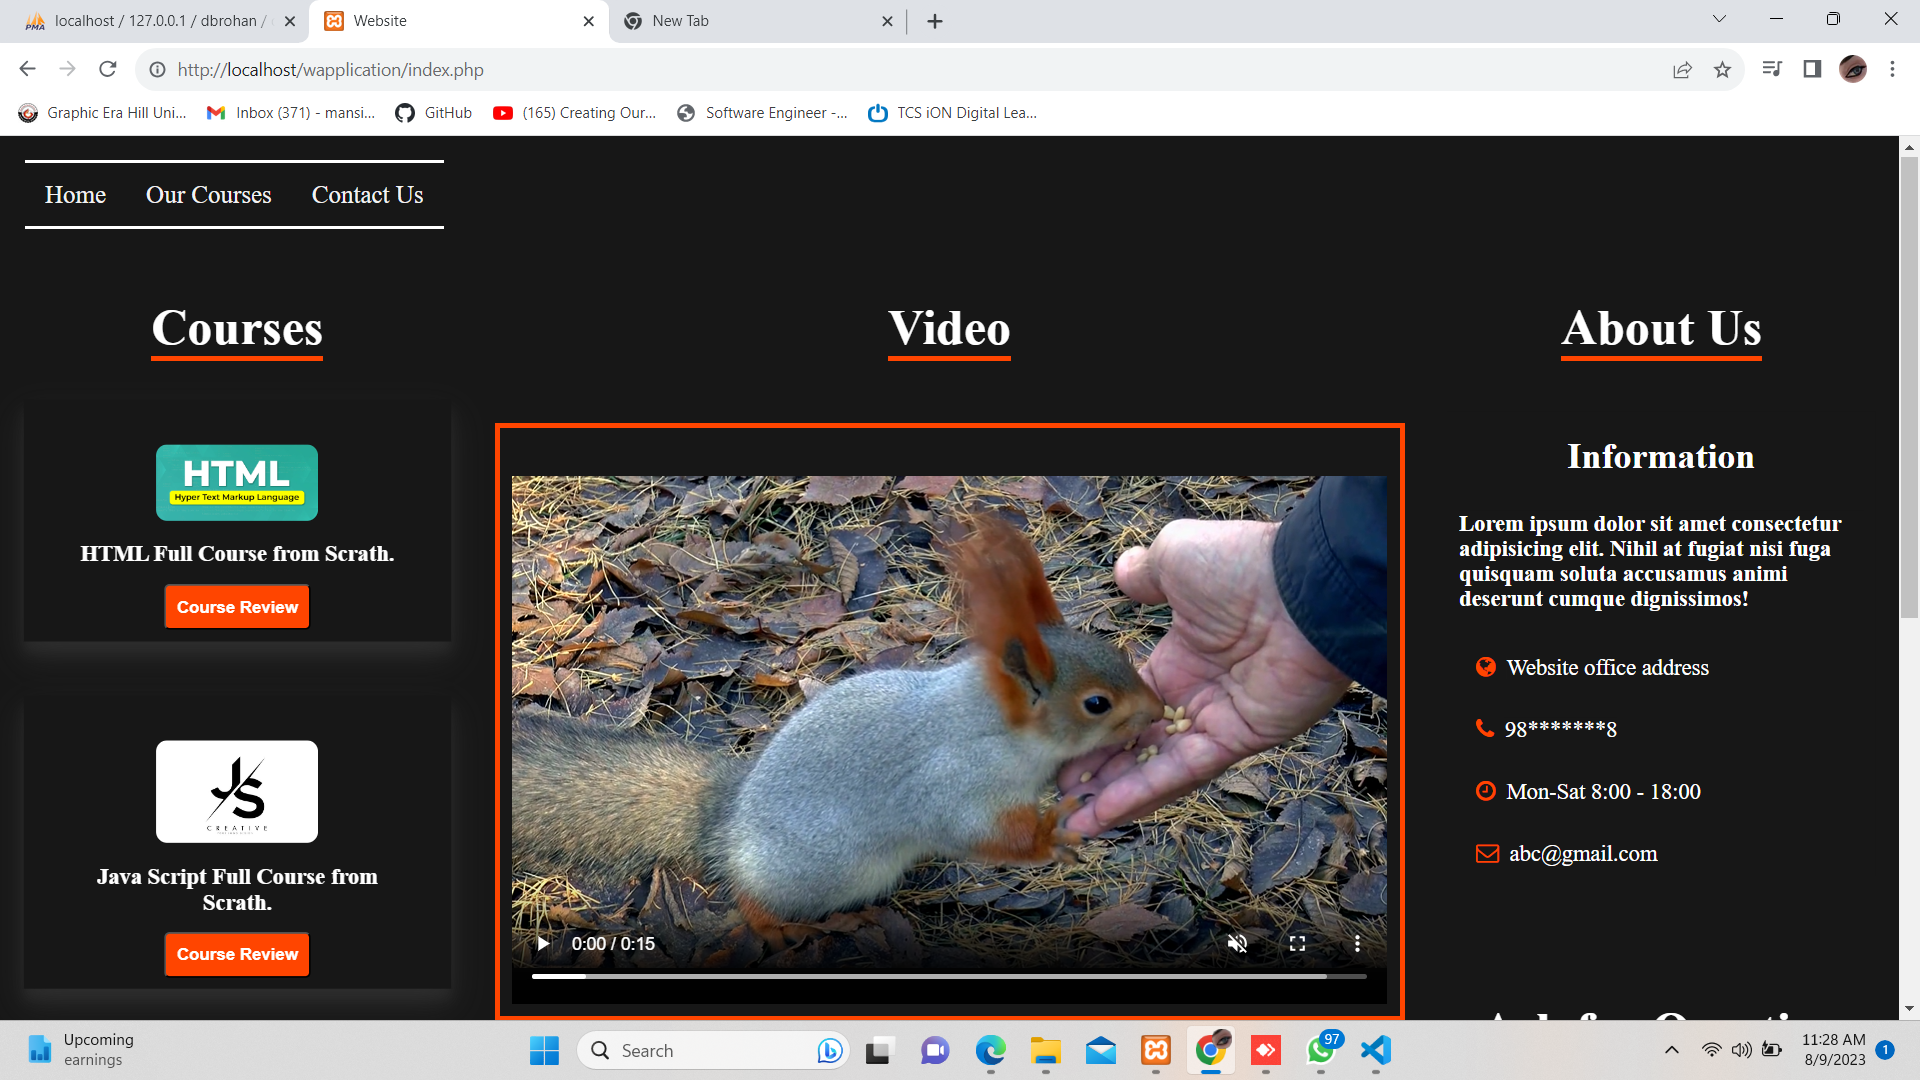 localhost / 127.0.0.1 / dbrohan /
Website
New Tab
http://localhost/wapplication/index.php
Graphic Era Hill Uni...
Inbox (371) - mansi...
GitHub
(165) Creating Our...
Software Engineer -...
TCS iON Digital Lea...
Home
Our Courses
Contact Us
Courses
HTML
Hyper Text Markup Language
HTML Full Course from Scrath.
Course Review
JS
CREATIVE
Java Script Full Course from
Scrath.
Course Review
Video
0:00 / 0:15
About Us
Information
Lorem ipsum dolor sit amet consectetur
adipisicing elit. Nihil at fugiat nisi fuga
quisquam soluta accusamus animi
deserunt cumque dignissimos!
Website office address
98*******8
Mon-Sat 8:00 - 18:00
abc@gmail.com
Upcoming
earnings
Search
97
11:28 AM
8/9/2023
1